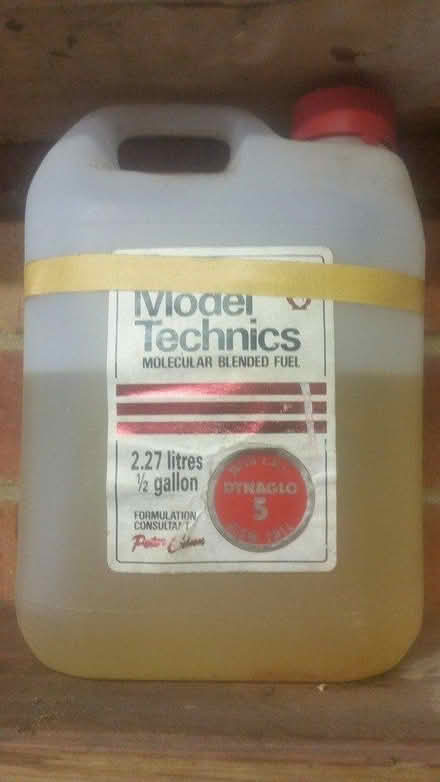 Model
Technics
MOLECULAR BLENDED FUEL
2.27 litres
½ gallon
FORMULATION
CONSULTANT
DYNAGLO
5